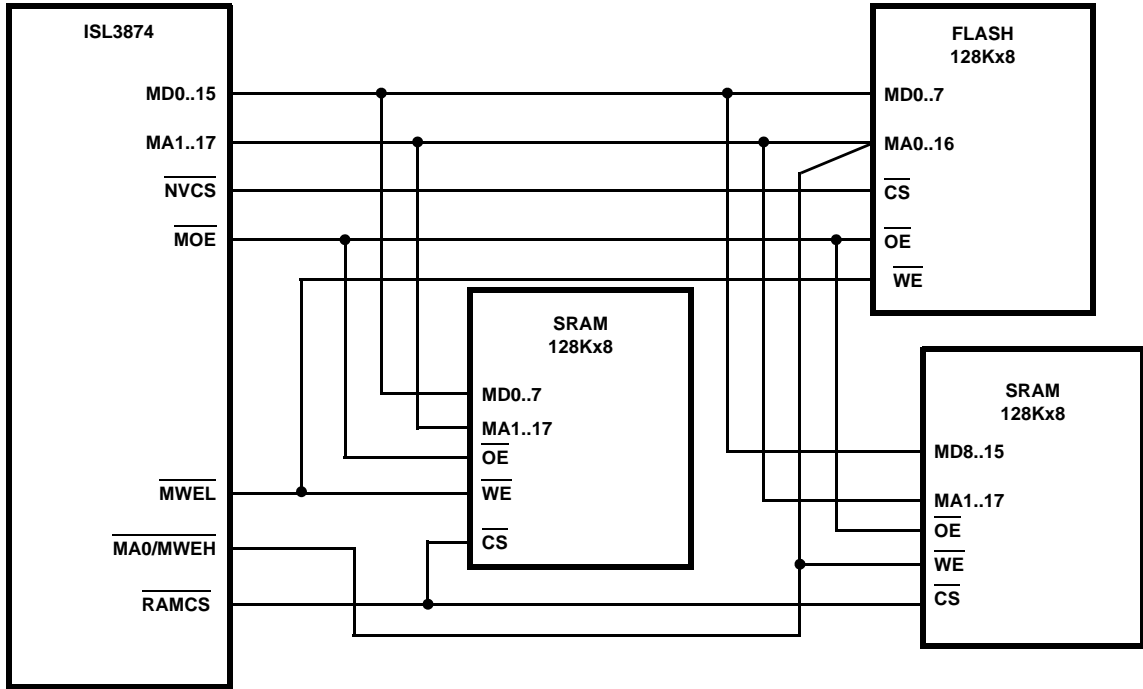 ISL3874
MD0..15
MA1..17
NVCS
MOE
MWEL
MA0/MWEH
RAMCS
FLASH
128Kx8
MD0..7
MA0..16
CS
OE
WE
SRAM
128Kx8
MD0..7
MA1..17
OE
WE
CS
SRAM
128Kx8
MD8..15
MA1..17
OE
WE
CS